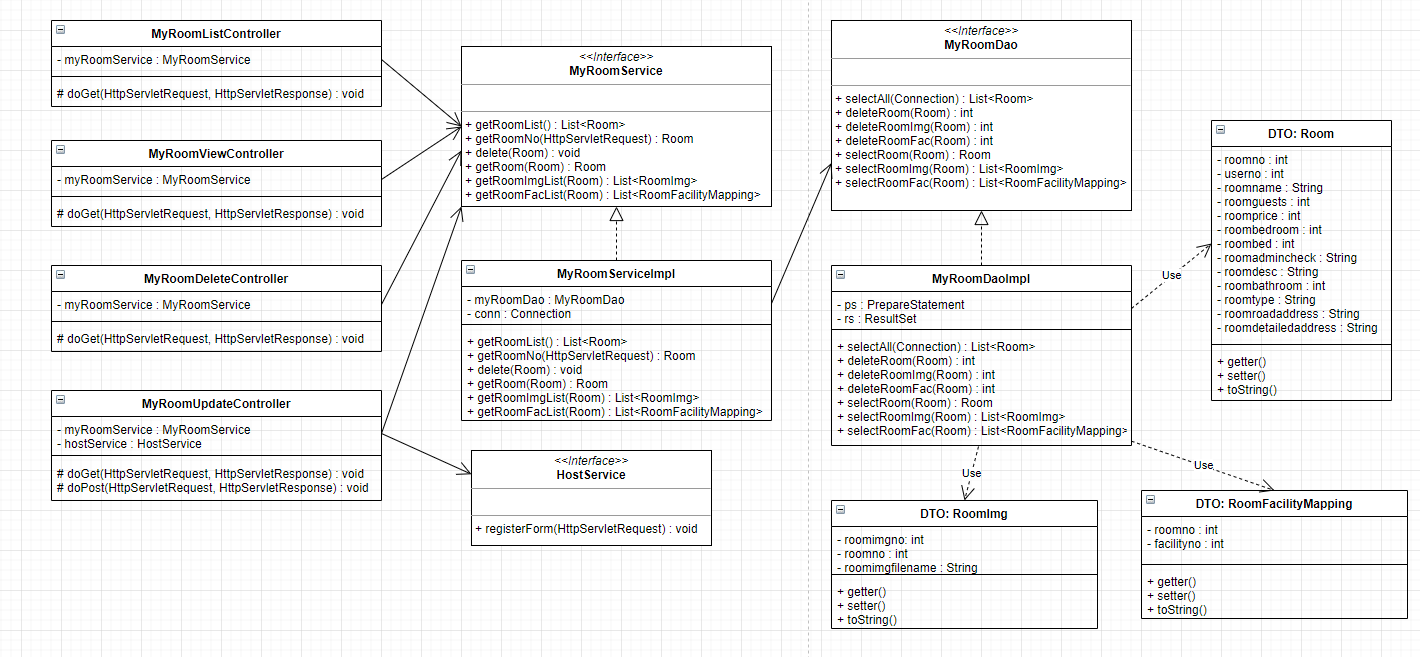 MyRoomListController
- myRoomService : MyRoomService
# doGet(HttpServletRequest, HttpServletResponse) : void
MyRoomViewController
- myRoomService : MyRoomService
# doGet(HttpServletRequest, HttpServletResponse) : void
MyRoomDeleteController
- myRoomService : MyRoomService
# doGet(HttpServletRequest, HttpServletResponse) : void
MyRoomUpdateController
- myRoomService : MyRoomService
- hostService : HostService
# doGet(HttpServletRequest, HttpServletResponse) : void
# doPost(HttpServletRequest, HttpServletResponse) : void
<<Interface>>
MyRoomService
+ getRoomList() : List<Room>
+ getRoomNo(HttpServletRequest) : Room
+ delete(Room) : void
+ getRoom(Room) : Room
+ getRoomImgList(Room) : List<RoomImg>
+ getRoomFacList(Room) : List<RoomFacilityMapping>
MyRoomServiceImpl
- myRoomDao : MyRoomDao
- conn : Connection
+ getRoomList() : List<Room>
+ getRoomNo(HttpServletRequest) : Room
+ delete(Room) : void
+ getRoom(Room) : Room
+ getRoomImgList(Room) : List<RoomImg>
+ getRoomFacList(Room) : List<RoomFacilityMapping>
<<Interface>>
HostService
+ registerForm(HttpServletRequest) : void
<<Interface>>
MyRoomDao
+ selectAll(Connection) : List<Room>
+ deleteRoom(Room) : int
+ deleteRoomImg(Room) : int
+ deleteRoomFac(Room) : int
+ selectRoom(Room) : Room
+ selectRoomImg(Room) : List<RoomImg>
+ selectRoomFac(Room) : List<RoomFacilityMapping>
MyRoomDaoImpl
- ps : PrepareStatement
- rs : ResultSet
+ selectAll(Connection) : List<Room>
+ deleteRoom(Room) : int
+ deleteRoomImg(Room) : int
+ deleteRoomFac(Room) : int
+ selectRoom(Room) : Room
+ selectRoomImg(Room) : List<RoomImg>
+ selectRoomFac(Room) : List<RoomFacilityMapping>
Use
Use
Use
DTO: Room
- roomno : int
- userno : int
- roomname : String
- roomguests : int
- roomprice : int
- roombedroom : int
- roombed : int
- roomadmincheck : String
- roomdesc : String
- roombathroom : int
- roomtype : String
- roomroadaddress : String
- roomdetailedaddress : String
+ getter()
+ setter()
+ toString()
DTO: RoomImg
- roomimgno: int
- roomno : int
- roomimgfilename : String
+ getter()
+ setter()
+ toString()
DTO: RoomFacilityMapping
- roomno : int
- facilityno : int
+ getter()
+ setter()
+ toString()